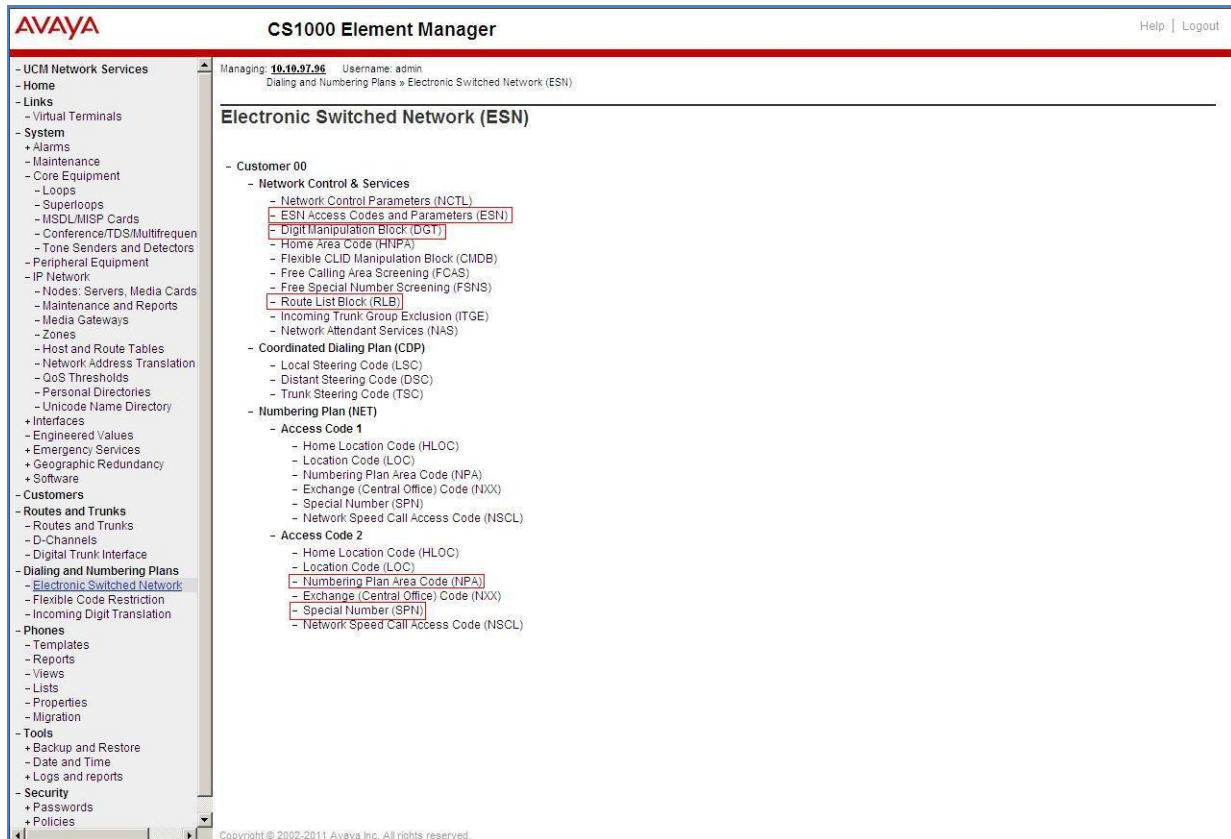 AVAYA
CS1000 Element Manager
Help | Logout
- UCM Network Services
- Home
- Links
- Virtual Terminals
- System
+ Alarms
- Maintenance
- Core Equipment
- Loops
- Superloops
- MSDL/MISP Cards
- Conference/TDS/Multifrequen
- Tone Senders and Detectors
- Peripheral Equipment
- IP Network
- Nodes: Servers, Media Cards
- Maintenance and Reports
- Media Gateways
- Zones
- Host and Route Tables
- Network Address Translation
- QoS Thresholds
- Personal Directories
- Unicode Name Directory
+ Interfaces
- Engineered Values
+ Emergency Services
+ Geographic Redundancy
+ Software
- Customers
- Routes and Trunks
- Routes and Trunks
- D-Channels
- Digital Trunk Interface
- Dialing and Numbering Plans
- Electronic Switched Network
- Flexible Code Restriction
- Incoming Digit Translation
- Phones
- Templates
- Reports
- Views
- Lists
- Properties
- Migration
- Tools
+ Backup and Restore
- Date and Time
+ Logs and reports
- Security
+ Passwords
+ Policies
Managing: 10.10.97.96 Username: admin
Dialing and Numbering Plans » Electronic Switched Network (ESN)
Electronic Switched Network (ESN)
- Customer 00
- Network Control & Services
- Network Control Parameters (NCTL)
- ESN Access Codes and Parameters (ESN)
- Digit Manipulation Block (DGT)
- Home Area Code (HNPA)
- Flexible CLID Manipulation Block (CMDB)
- Free Calling Area Screening (FCAS)
- Free Special Number Screening (FSNS)
- Route List Block (RLB)
- Incoming Trunk Group Exclusion (ITGE)
- Network Attendant Services (NAS)
- Coordinated Dialing Plan (CDP)
- Local Steering Code (LSC)
- Distant Steering Code (DSC)
- Trunk Steering Code (TSC)
- Numbering Plan (NET)
- Access Code 1
- Home Location Code (HLOC)
- Location Code (LOC)
- Numbering Plan Area Code (NPA)
- Exchange (Central Office) Code (NXX)
- Special Number (SPN)
- Network Speed Call Access Code (NSCL)
- Access Code 2
- Home Location Code (HLOC)
- Location Code (LOC)
- Numbering Plan Area Code (NPA)
- Exchange (Central Office) Code (NXX)
- Special Number (SPN)
- Network Speed Call Access Code (NSCL)
Copyright © 2002-2011 Avaya Inc. All rights reserved.